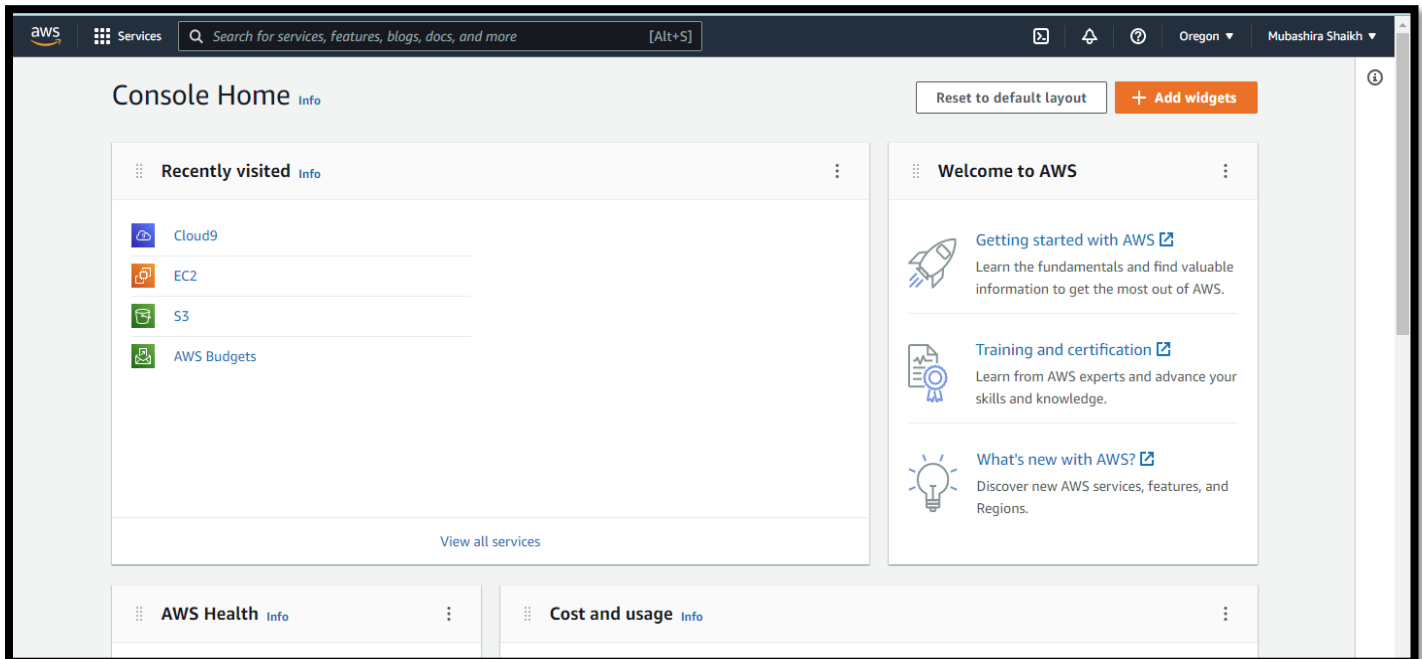 aws
Services
Search for services, features, blogs, docs, and more [Alt+S]
Oregon ▼
Mubashira Shaikh ▼
Console Home Info
Reset to default layout
+ Add widgets
Recently visited Info
Cloud9
EC2
S3
AWS Budgets
View all services
Welcome to AWS
Getting started with AWS
Learn the fundamentals and find valuable
information to get the most out of AWS.
Training and certification
Learn from AWS experts and advance your
skills and knowledge.
What's new with AWS?
Discover new AWS services, features, and
Regions.
AWS Health Info
Cost and usage Info